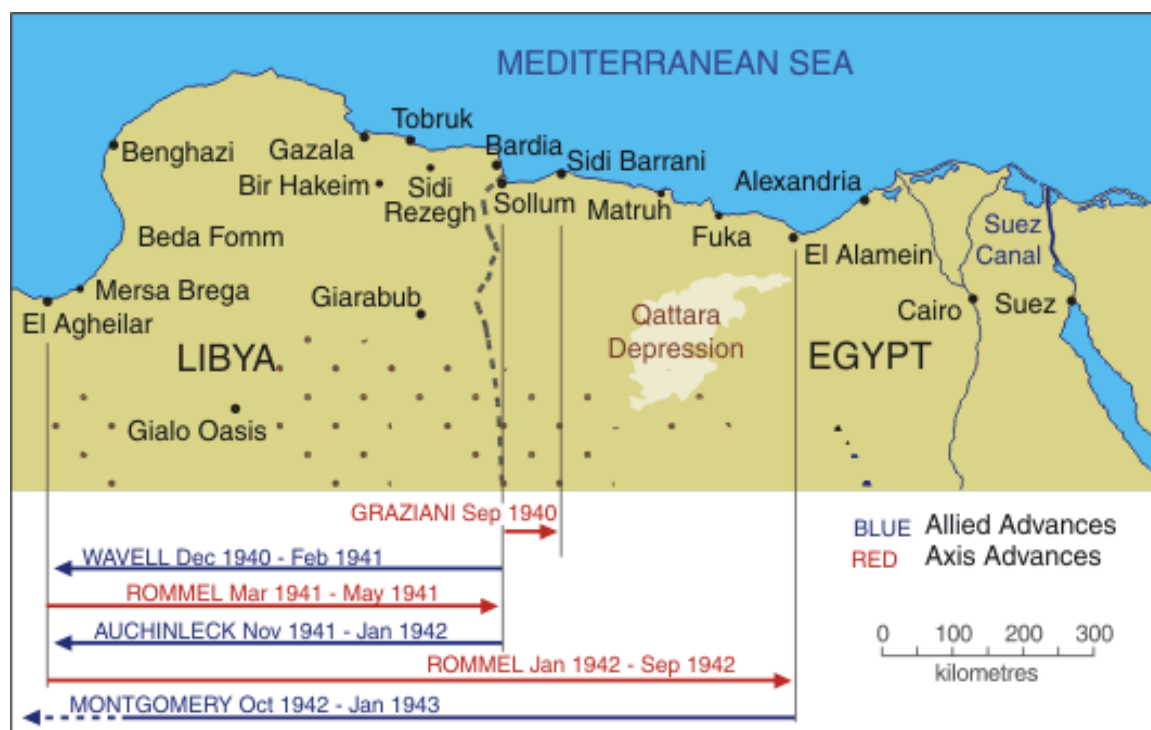 MEDITERRANEAN SEA
Tobruk
Benghazi
Gazala
Bardia
Sidi Barrani
Bir Hakeim
Sidi
Rezegh
Sollum
Matruh
Alexandria
Beda Fomm
Fuka
El Alamein
Suez
Canal
Mersa Brega
El Agheilar
Giarabub
Qattara
Depression
Cairo
Suez
LIBYA
EGYPT
Gialo Oasis
GRAZIANI Sep 1940
WAVELL Dec 1940 - Feb 1941
ROMMEL Mar 1941 - May 1941
AUCHINLECK Nov 1941 - Jan 1942
ROMMEL Jan 1942 - Sep 1942
MONTGOMERY Oct 1942 - Jan 1943
BLUE Allied Advances
RED Axis Advances
0 100 200 300
kilometres